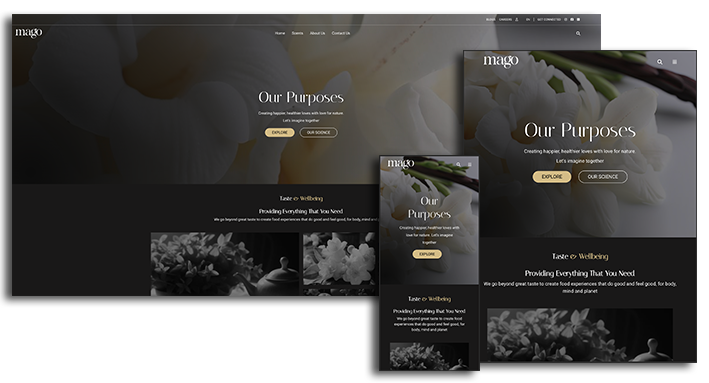 mago
Home Scents About Us Contact Us
EN | GET CONNECTED
Our Purposes
Creating happier, healthier loves with love for nature.
Let's imagine together
EXPLORE OUR SCIENCE
Taste & Wellbeing
Providing Everything That You Need
We go beyond great taste to create food experiences that do good and feel good, for body, mind and
mago
Our
Purposes
Creating happier, healthier loves with
love for nature. Let's imagine
together
EXPLORE
Taste & Wellbeing
Providing Everything That You Need
We go beyond great taste to create food
experiences that do good and feel good, for
body, mind and planet
mago
Our Purposes
Creating happier, healthier loves with love for nature.
Let's imagine together
EXPLORE OUR SCIENCE
Taste & Wellbeing
Providing Everything That You Need
We go beyond great taste to create food experiences that do good and feel good, for body,
mind and planet